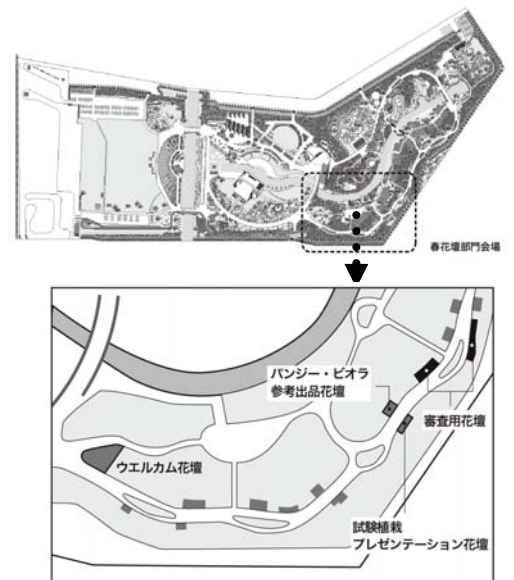 春花壇部門会場
パンジー・ビオラ
参考出品花壇
審査用花壇
ウエルカム花壇
試験植栽
プレゼンテーション花壇